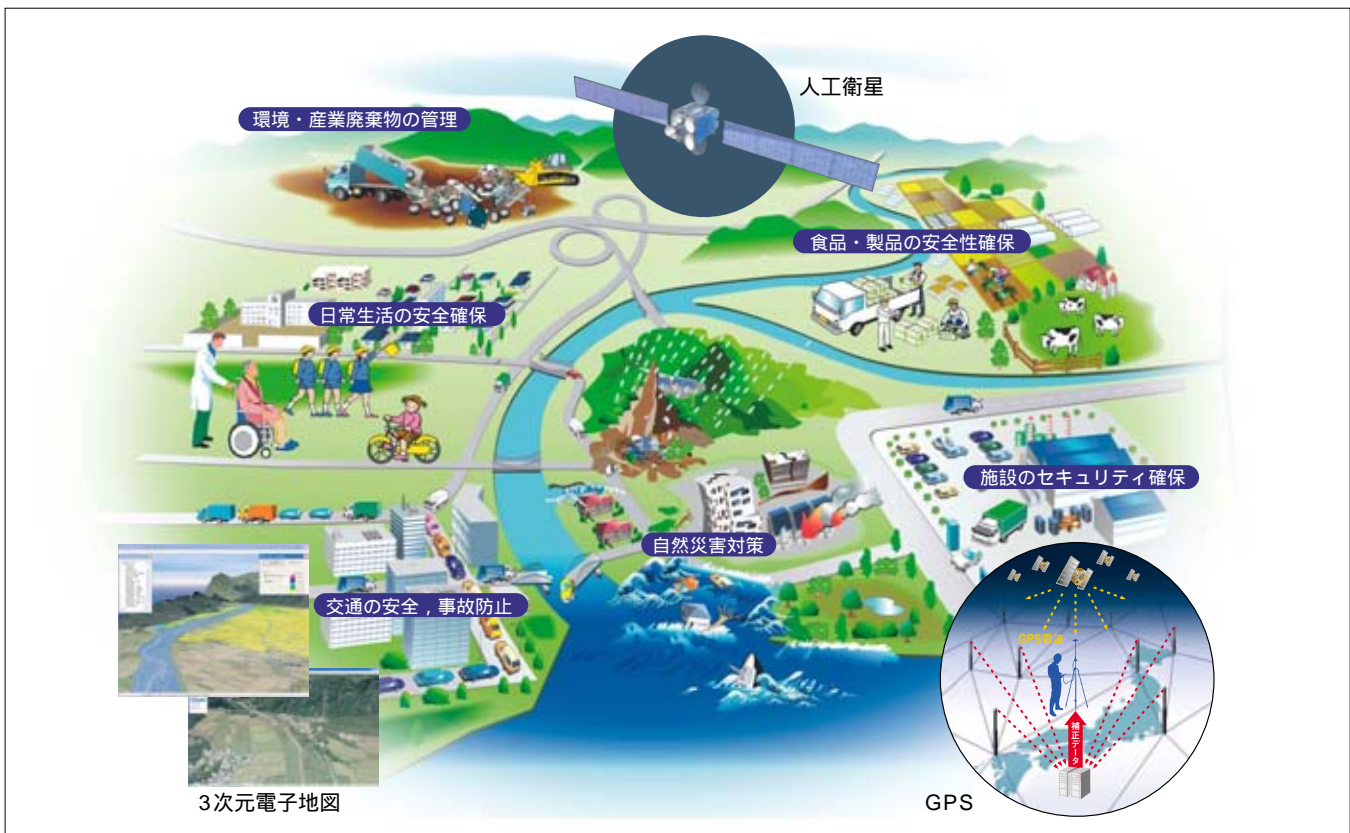 人工衛星
環境・産業廃棄物の管理
食品・製品の安全性確保
日常生活の安全確保
施設のセキュリティ確保
自然災害対策
交通の安全，事故防止
GPS電波
補正データ
3次元電子地図
GPS